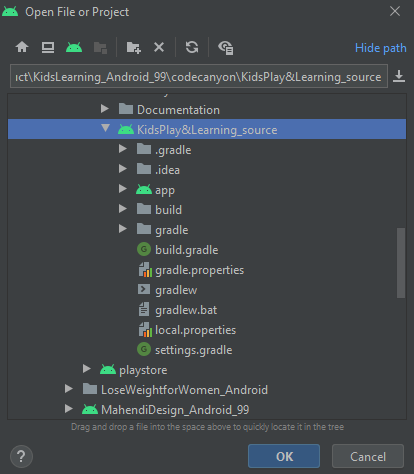 Open File or Project
Hide path
ıct\KidsLearning_Android_99\codecanyon\KidsPlay&Learning_source
Documentation
KidsPlay&Learning_source
.gradle
.idea
app
build
gradle
build.gradle
gradle.properties
gradlew
gradlew.bat
local.properties
settings.gradle
playstore
LoseWeightforWomen_Android
MahendiDesign_Android_99
Drag and drop a file into the space above to quickly locate it in the tree
? OK Cancel